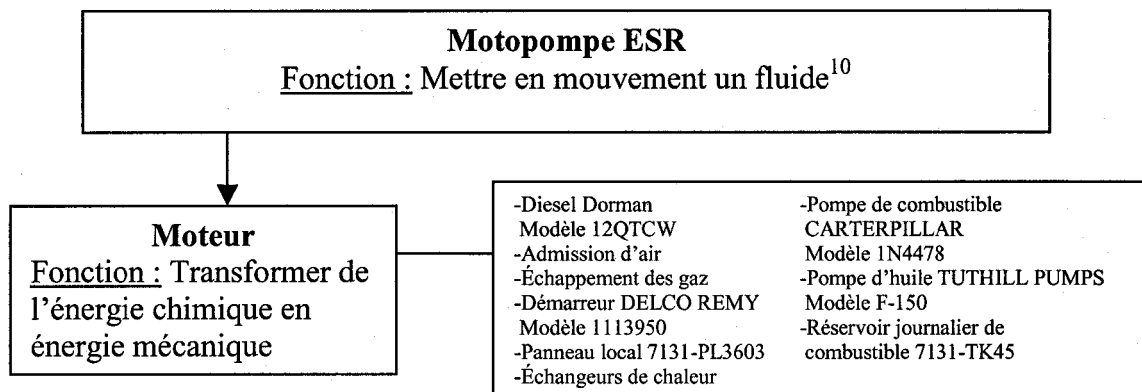 Motopompe ESR
Fonction : Mettre en mouvement un fluide10
Moteur
Fonction : Transformer de
l'énergie chimique en
énergie mécanique
-Diesel Dorman
Modèle 12QTCW
-Admission d'air
-Échappement des gaz
-Démarreur DELCO REMY
Modèle 1113950
-Panneau local 7131-PL3603
-Échangeurs de chaleur
-Pompe de combustible
CARTERPILLAR
Modèle 1N4478
-Pompe d'huile TUTHILL PUMPS
Modèle F-150
-Réservoir journalier de
combustible 7131-TK45